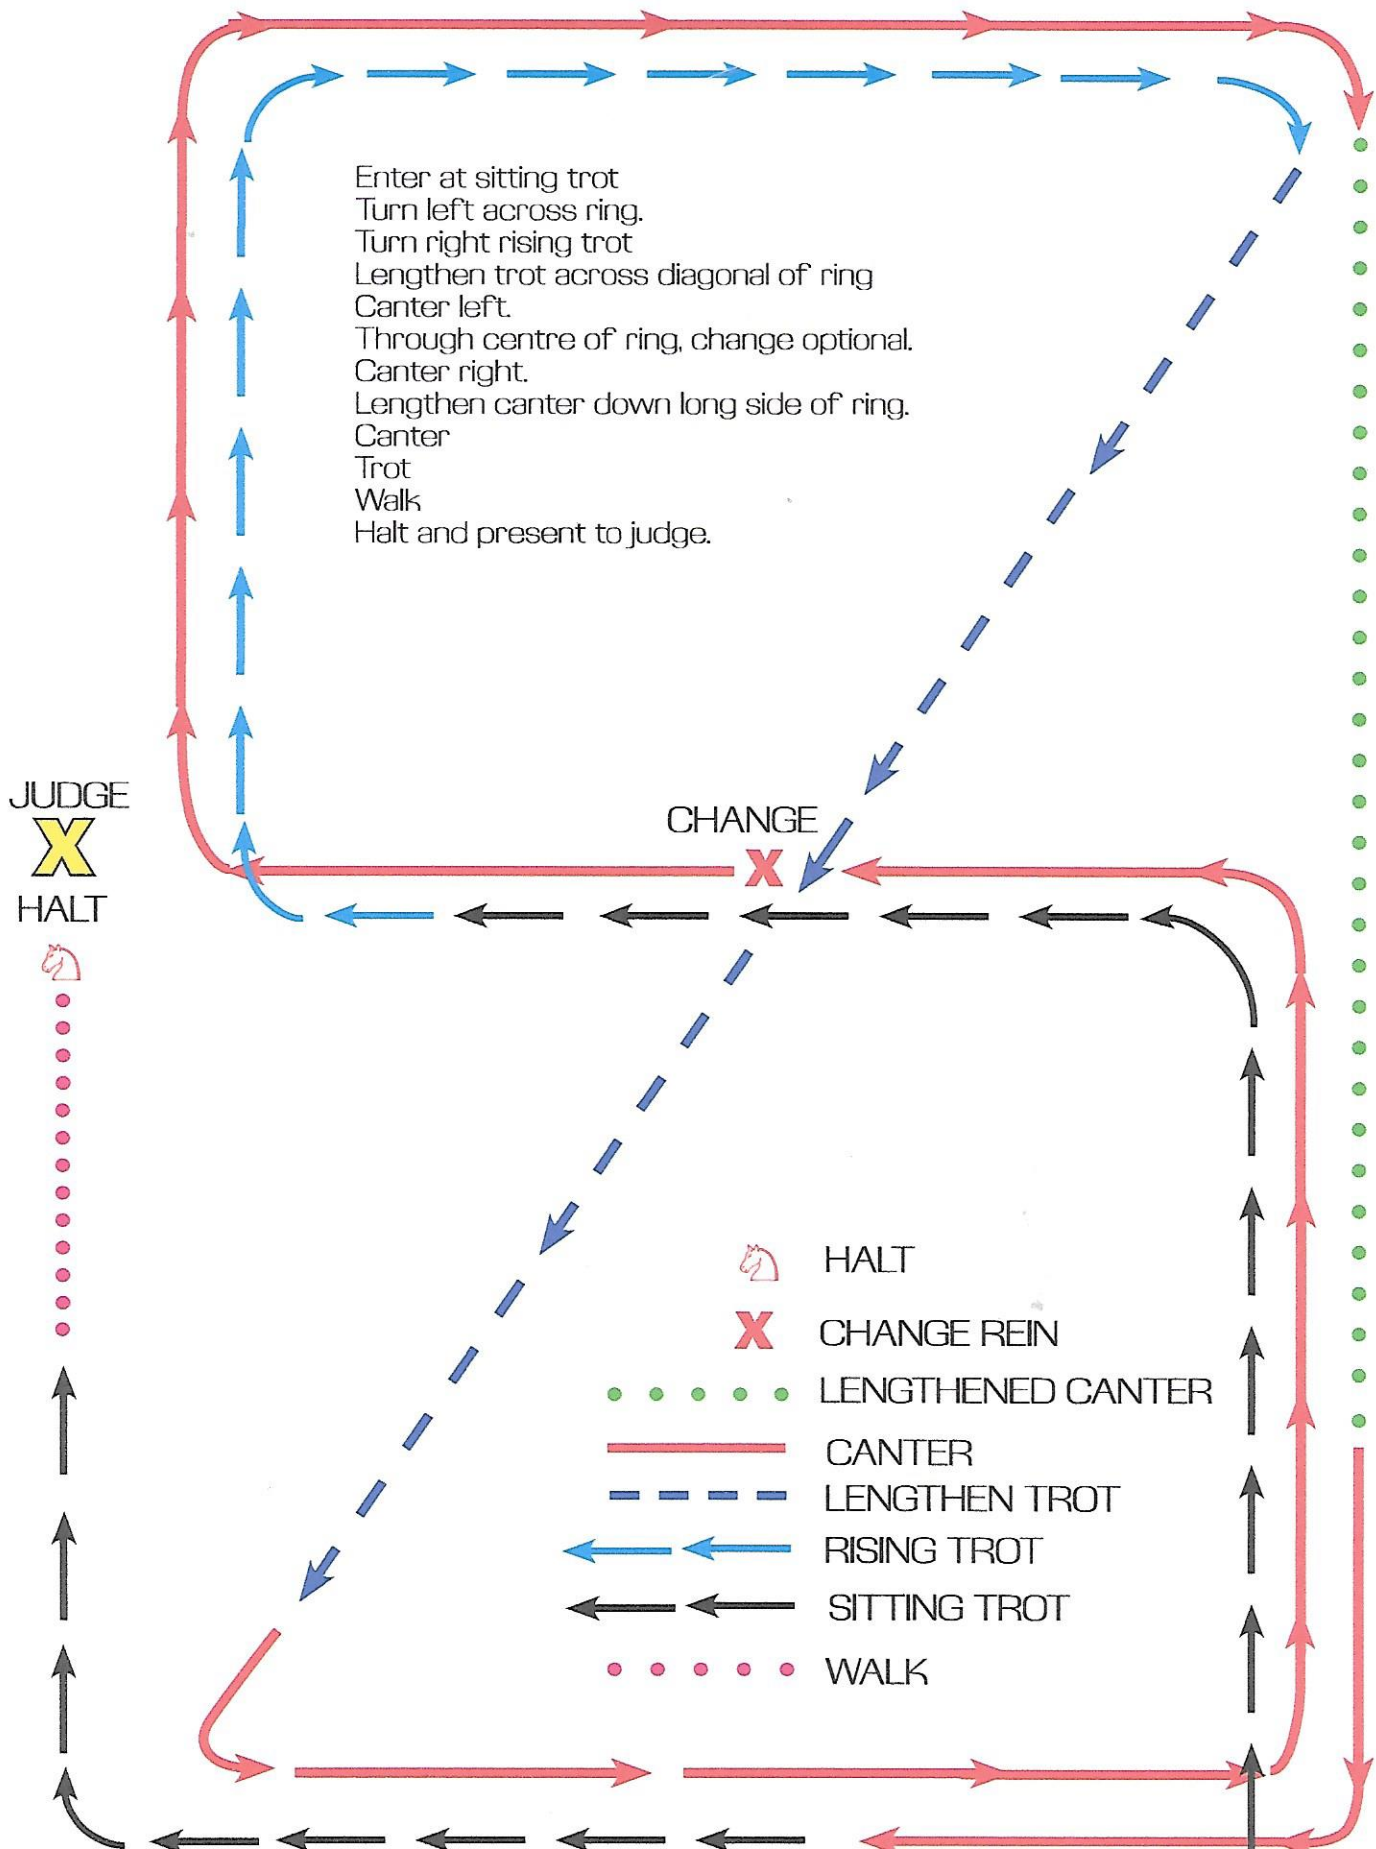 Enter at sitting trot
Turn left across ring.
Turn right rising trot
Lengthen trot across diagonal of ring
Canter left.
Through centre of ring, change optional.
Canter right.
Lengthen canter down long side of ring.
Canter
Trot
Walk
Halt and present to judge.
JUDGE
X
HALT
CHANGE
X
HALT
X CHANGE REIN
LENGTHENED CANTER
CANTER
LENGTHEN TROT
RISING TROT
SITTING TROT
WALK